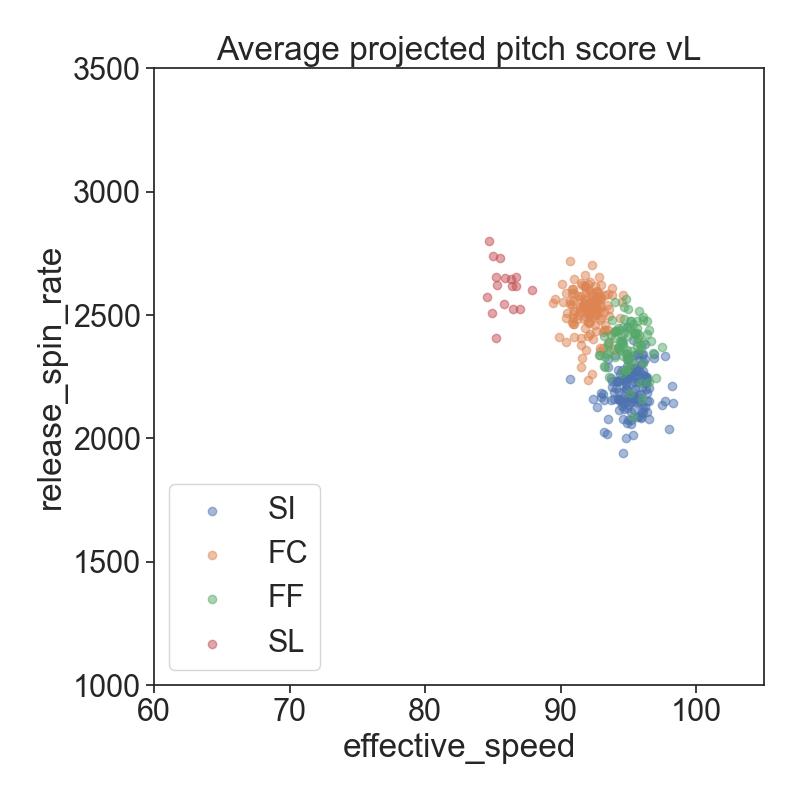 Average projected pitch score vL
3500
3000
2500
2000
1500
1000
release_spin_rate
SI
FC
FF
SL
60 70 80 90 100
effective_speed